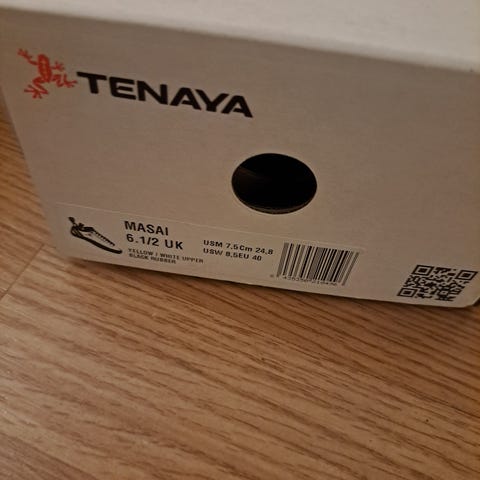 TENAYA
MASAI
6.1/2 UK
YELLOW / WHITE UPPER
BLACK RUBBER
USM 7.5 Cm 24,8
USW 8,5 EU 40